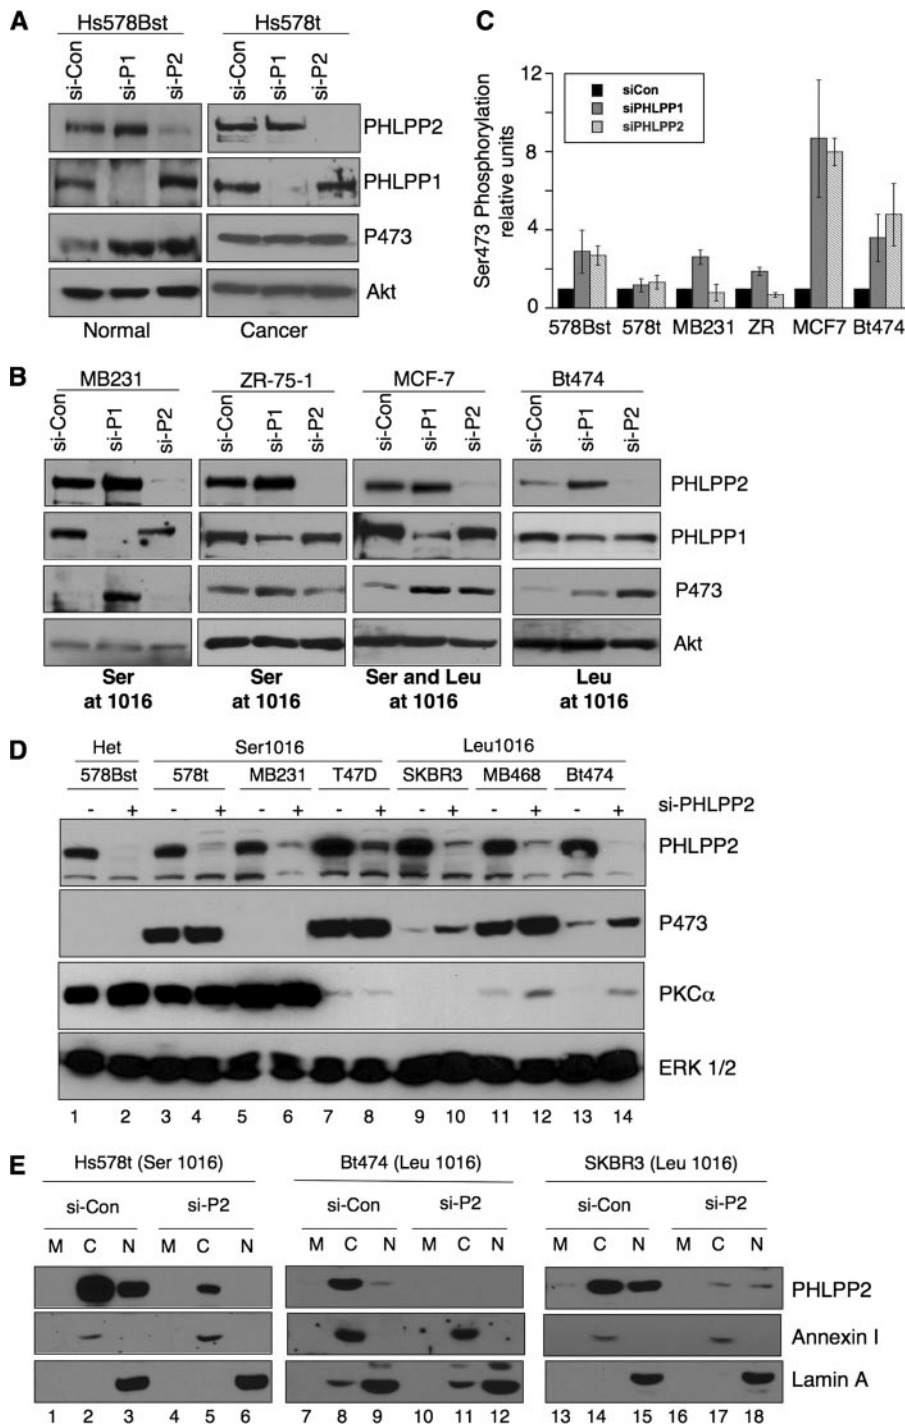 A
Hs578Bst Hs578t
si-Con si-P1 si-P2 si-Con si-P1 si-P2
PHLPP2
PHLPP1
P473
Akt
Normal Cancer
C
Ser473 Phosphorylation
relative units
12
8
4
0
siCon
siPHLPP1
siPHLPP2
578Bst 578t MB231 ZR MCF7 Bt474
B
MB231 ZR-75-1 MCF-7 Bt474
si-Con si-P1 si-P2 si-Con si-P1 si-P2 si-Con si-P1 si-P2 si-Con si-P1 si-P2
PHLPP2
PHLPP1
P473
Akt
Ser Ser Ser and Leu Leu
at 1016 at 1016 at 1016 at 1016
D
Het Ser1016 Leu1016
578Bst 578t MB231 T47D SKBR3 MB468 Bt474
- + - + - + - + - + - + - + si-PHLPP2
PHLPP2
P473
PKCα
ERK 1/2
1 2 3 4 5 6 7 8 9 10 11 12 13 14
E
Hs578t (Ser 1016) Bt474 (Leu 1016) SKBR3 (Leu 1016)
si-Con si-P2 si-Con si-P2 si-Con si-P2
M C N M C N M C N M C N M C N M C N
PHLPP2
Annexin I
Lamin A
1 2 3 4 5 6 7 8 9 10 11 12 13 14 15 16 17 18